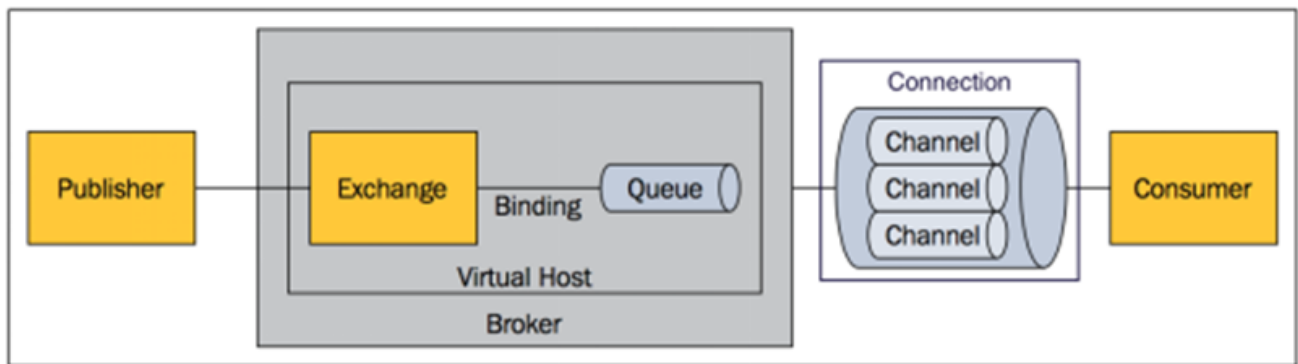 Publisher
Exchange
Binding
Queue
Virtual Host
Broker
Connection
Channel
Channel
Channel
Consumer